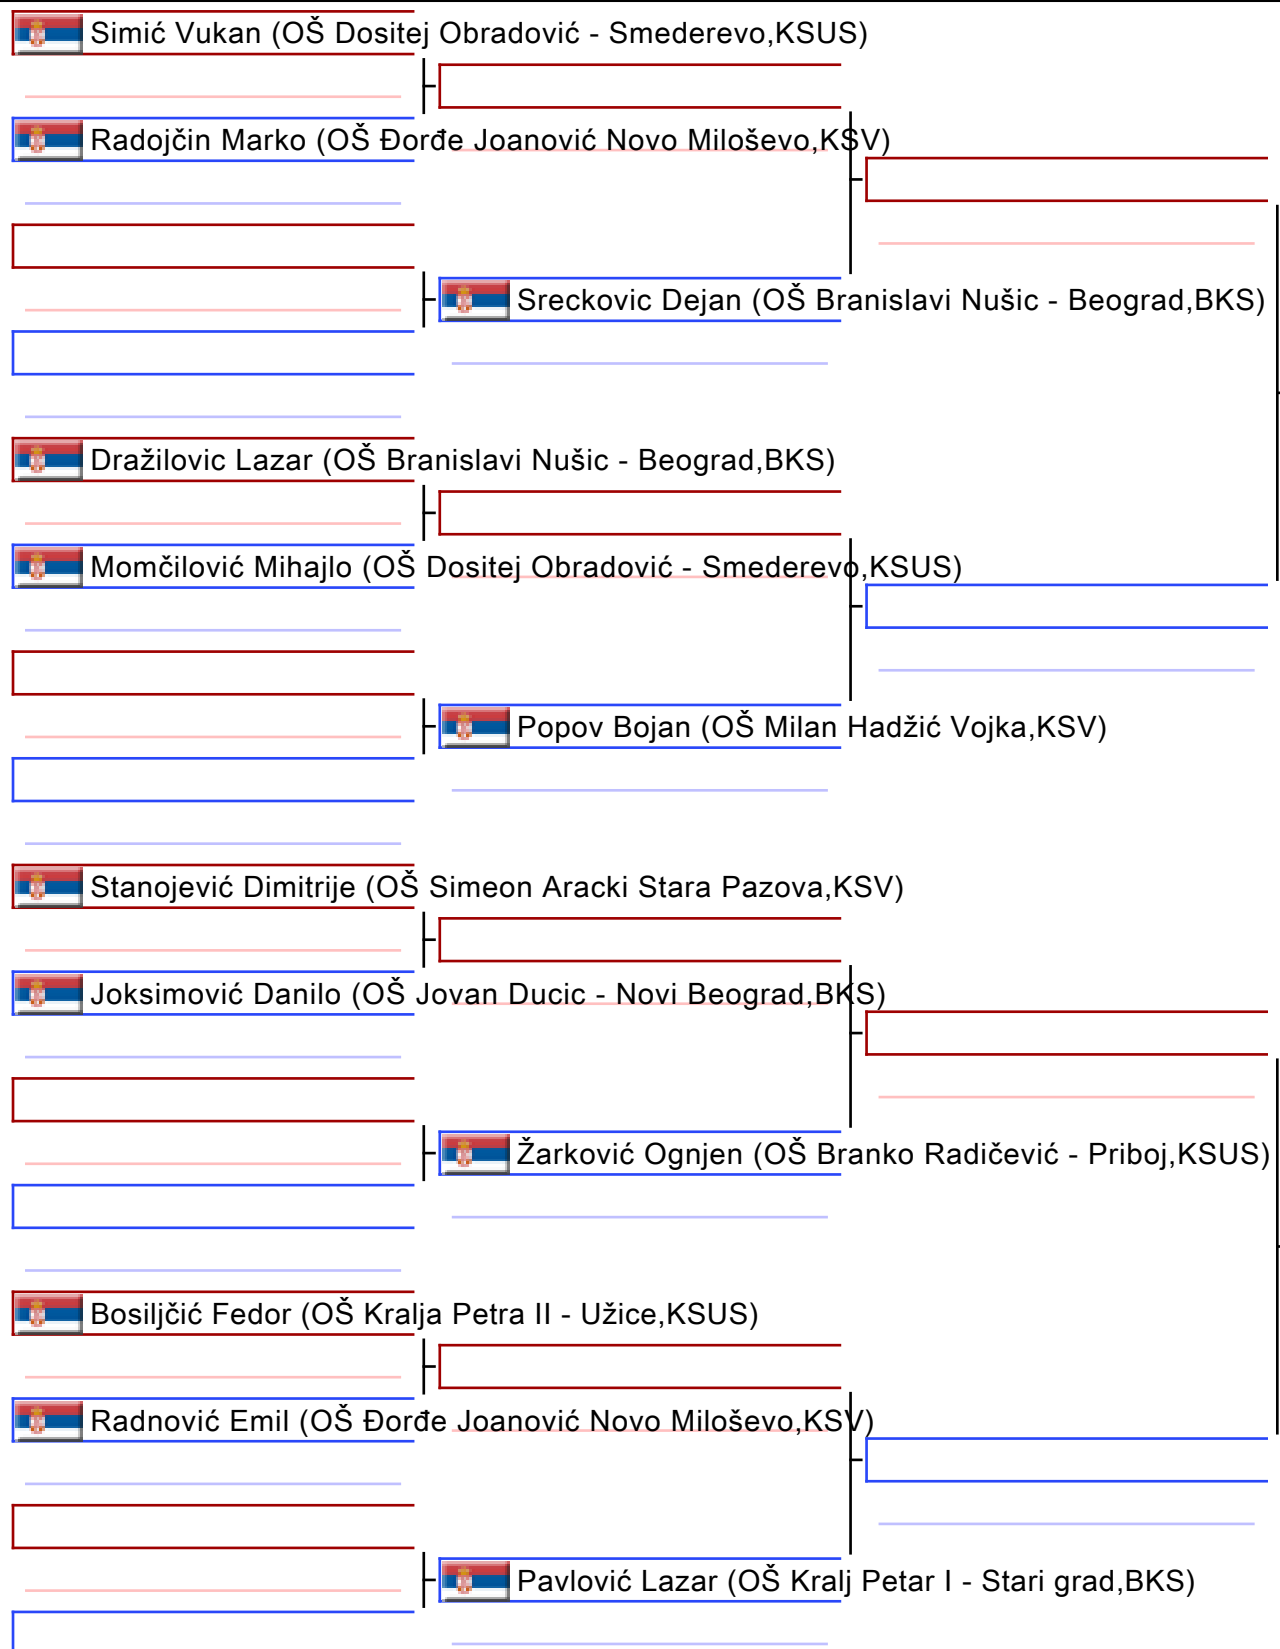 Simić Vukan (OŠ Dositej Obradović - Smederevo,KSUS)
Radojčin Marko (OŠ Đorđe Joanović Novo Miloševo,KSV)
Sreckovic Dejan (OŠ Branislavi Nušic - Beograd,BKS)
Dražilovic Lazar (OŠ Branislavi Nušic - Beograd,BKS)
Momčilović Mihajlo (OŠ Dositej Obradović - Smederevo,KSUS)
Popov Bojan (OŠ Milan Hadžić Vojka,KSV)
Stanojević Dimitrije (OŠ Simeon Aracki Stara Pazova,KSV)
Joksimović Danilo (OŠ Jovan Ducic - Novi Beograd,BKS)
Žarković Ognjen (OŠ Branko Radičević - Priboj,KSUS)
Bosiljčić Fedor (OŠ Kralja Petra II - Užice,KSUS)
Radnović Emil (OŠ Đorđe Joanović Novo Miloševo,KSV)
Pavlović Lazar (OŠ Kralj Petar I - Stari grad,BKS)